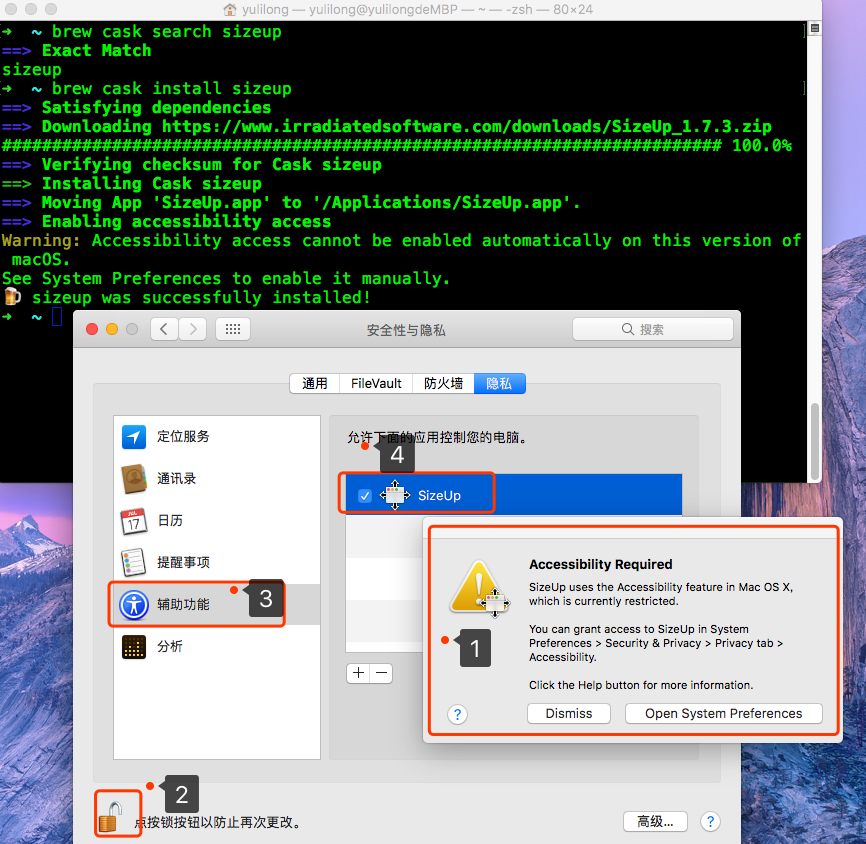 yulilong — yulilong@yulilongdeMBP — ~ — -zsh — 80×24
➜ ~ brew cask search sizeup
==> Exact Match
sizeup
➜ ~ brew cask install sizeup
==> Satisfying dependencies
==> Downloading https://www.irradiatedsoftware.com/downloads/SizeUp_1.7.3.zip
######################################################################## 100.0%
==> Verifying checksum for Cask sizeup
==> Installing Cask sizeup
==> Moving App 'SizeUp.app' to '/Applications/SizeUp.app'.
==> Enabling accessibility access
Warning: Accessibility access cannot be enabled automatically on this version of
macOS.
See System Preferences to enable it manually.
🍺 sizeup was successfully installed!
➜ ~
安全性与隐私
搜索
通用 FileVault 防火墙 隐私
定位服务
通讯录
JUL 17 日历
提醒事项
辅助功能
3
分析
允许下面的应用控制您的电脑。
4
SizeUp
+ −
Accessibility Required
SizeUp uses the Accessibility feature in Mac OS X,
which is currently restricted.
You can grant access to SizeUp in System
Preferences > Security & Privacy > Privacy tab >
Accessibility.
Click the Help button for more information.
1
? Dismiss Open System Preferences
2
点按锁按钮以防止再次更改。
高级... ?